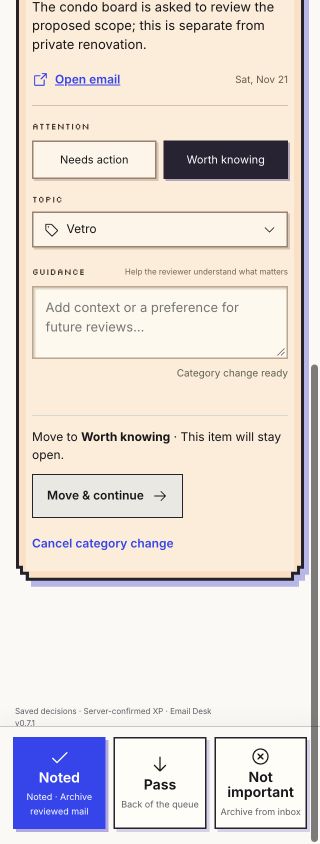 The condo board is asked to review the
proposed scope; this is separate from
private renovation.
Open email
Sat, Nov 21
ATTENTION
Needs action
Worth knowing
TOPIC
Vetro
GUIDANCE
Help the reviewer understand what matters
Add context or a preference for
future reviews...
Category change ready
Move to Worth knowing · This item will stay
open.
Move & continue
Cancel category change
Saved decisions · Server-confirmed XP · Email Desk
v0.7.1
Noted
Noted · Archive
reviewed mail
Pass
Back of the queue
Not
important
Archive from inbox